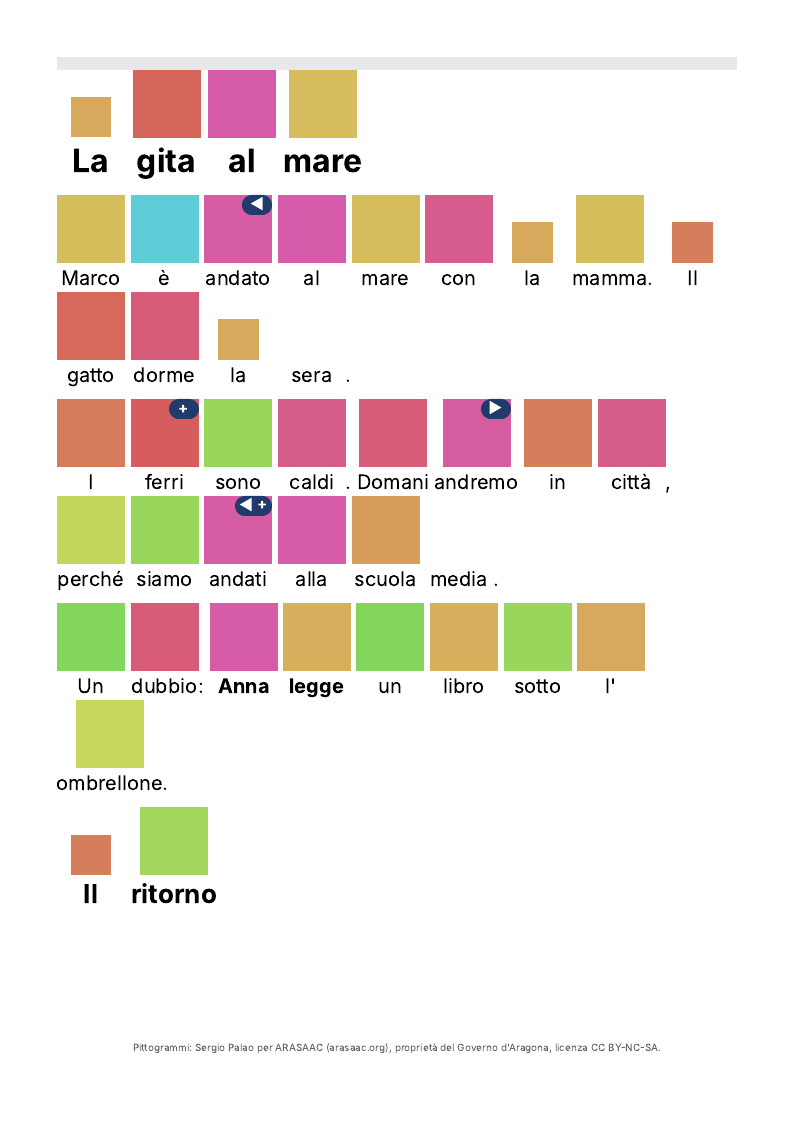 La gita al mare
Marco è andato al mare con la mamma. Il
gatto dorme la sera .
I ferri sono caldi . Domani andremo in città ,
perché siamo andati alla scuola media .
Un dubbio: Anna legge un libro sotto l'
ombrellone.
Il ritorno
Pittogrammi: Sergio Palao per ARASAAC (arasaac.org), proprietà del Governo d'Aragona, licenza CC BY-NC-SA.